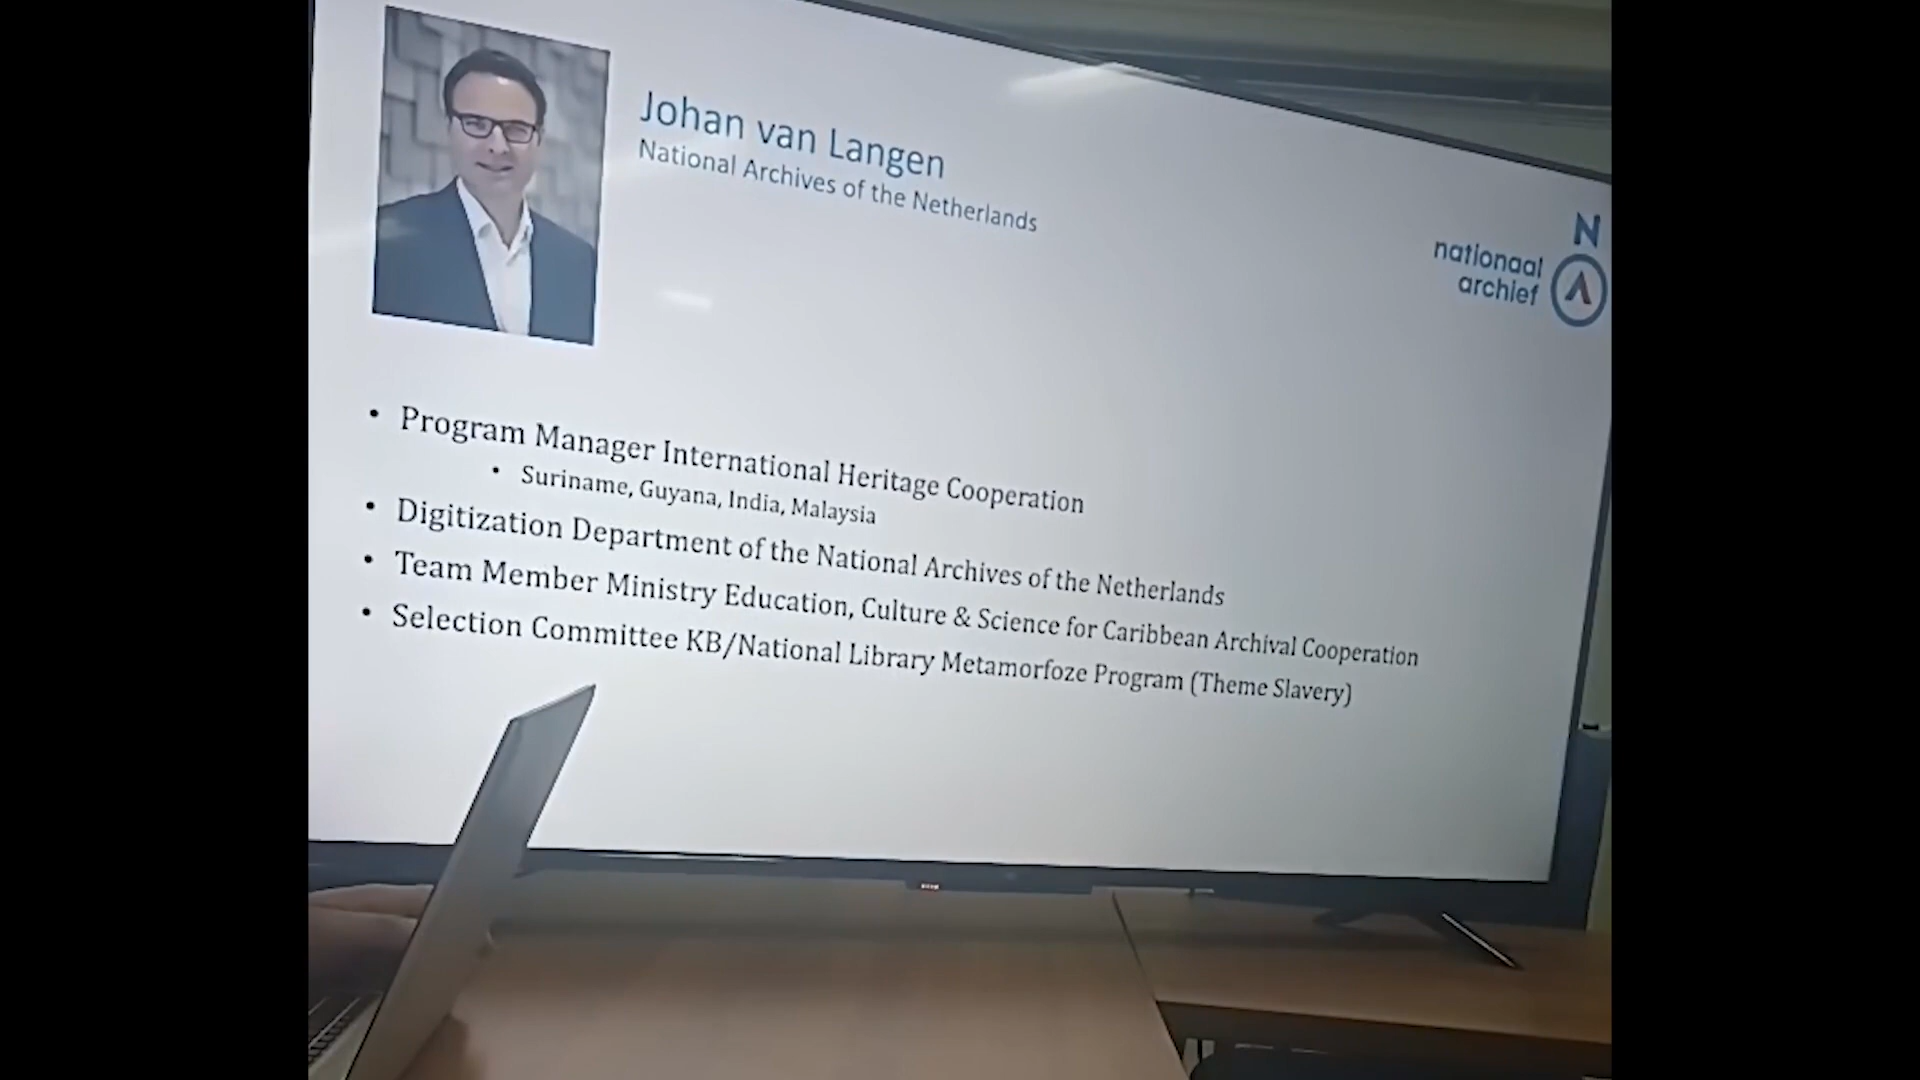 Johan van Langen
National Archives of the Netherlands
N
nationaal
archief
A
• Program Manager International Heritage Cooperation
• Suriname, Guyana, India, Malaysia
• Digitization Department of the National Archives of the Netherlands
• Team Member Ministry Education, Culture & Science for Caribbean Archival Cooperation
• Selection Committee KB/National Library Metamorfoze Program (Theme Slavery)